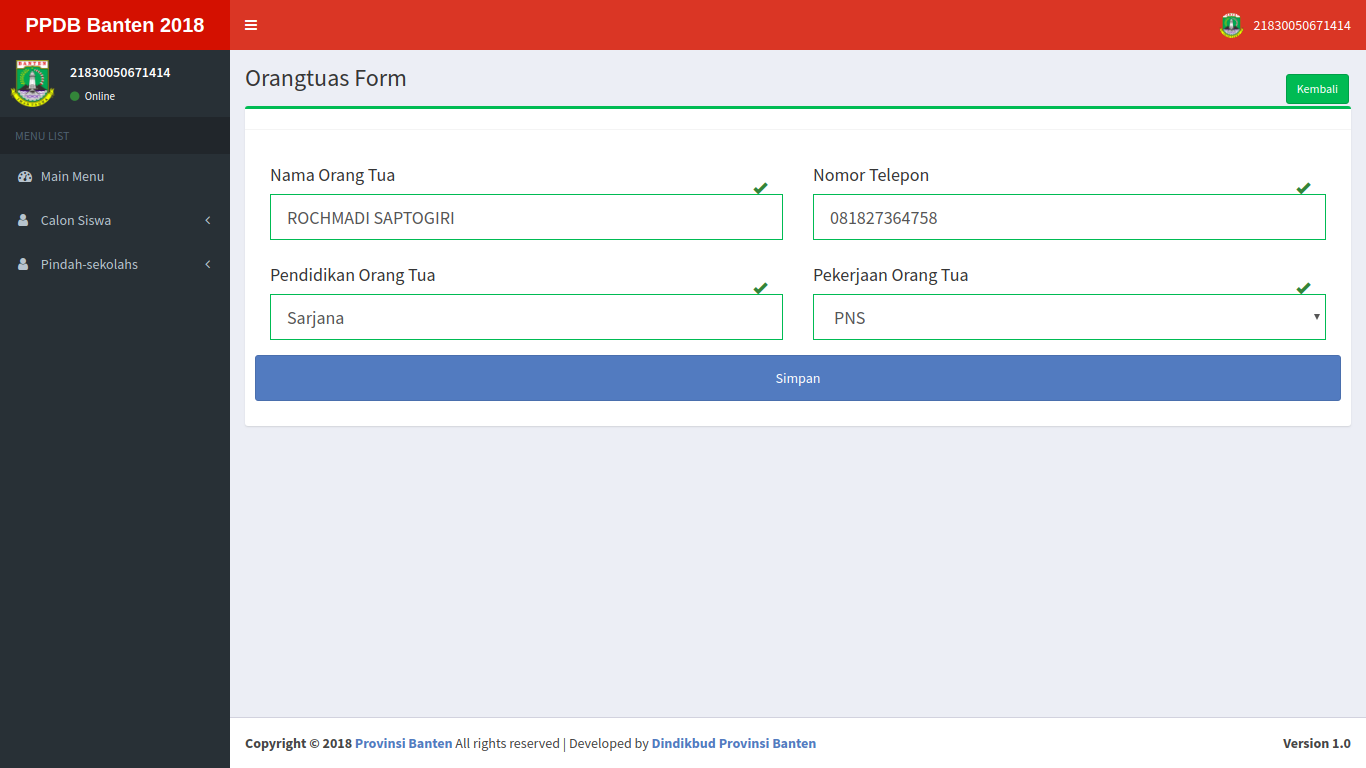 PPDB Banten 2018
21830050671414
21830050671414
Online
MENU LIST
Main Menu
Calon Siswa
Pindah-sekolahs
Orangtuas Form
Kembali
Nama Orang Tua
ROCHMADI SAPTOGIRI
Nomor Telepon
081827364758
Pendidikan Orang Tua
Sarjana
Pekerjaan Orang Tua
PNS
Simpan
Copyright © 2018 Provinsi Banten All rights reserved | Developed by Dindikbud Provinsi Banten
Version 1.0